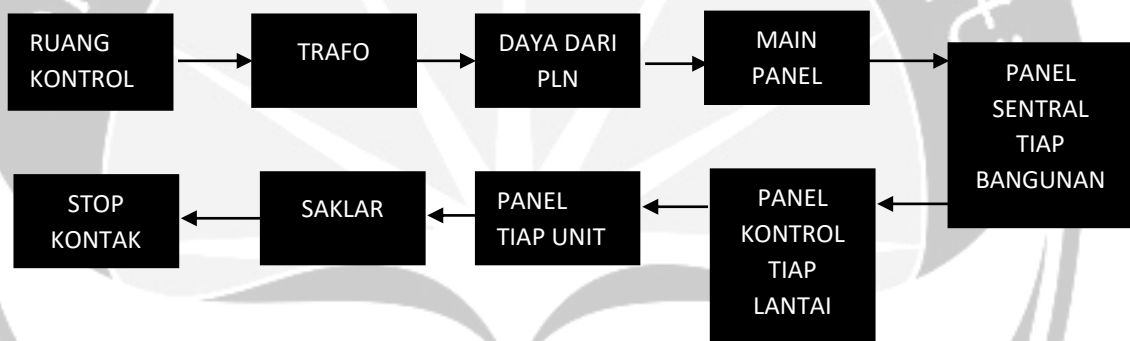 RUANG
KONTROL
TRAFO
DAYA DARI
PLN
MAIN
PANEL
PANEL
SENTRAL
TIAP
BANGUNAN
PANEL
KONTROL
TIAP
LANTAI
PANEL
TIAP UNIT
SAKLAR
STOP
KONTAK